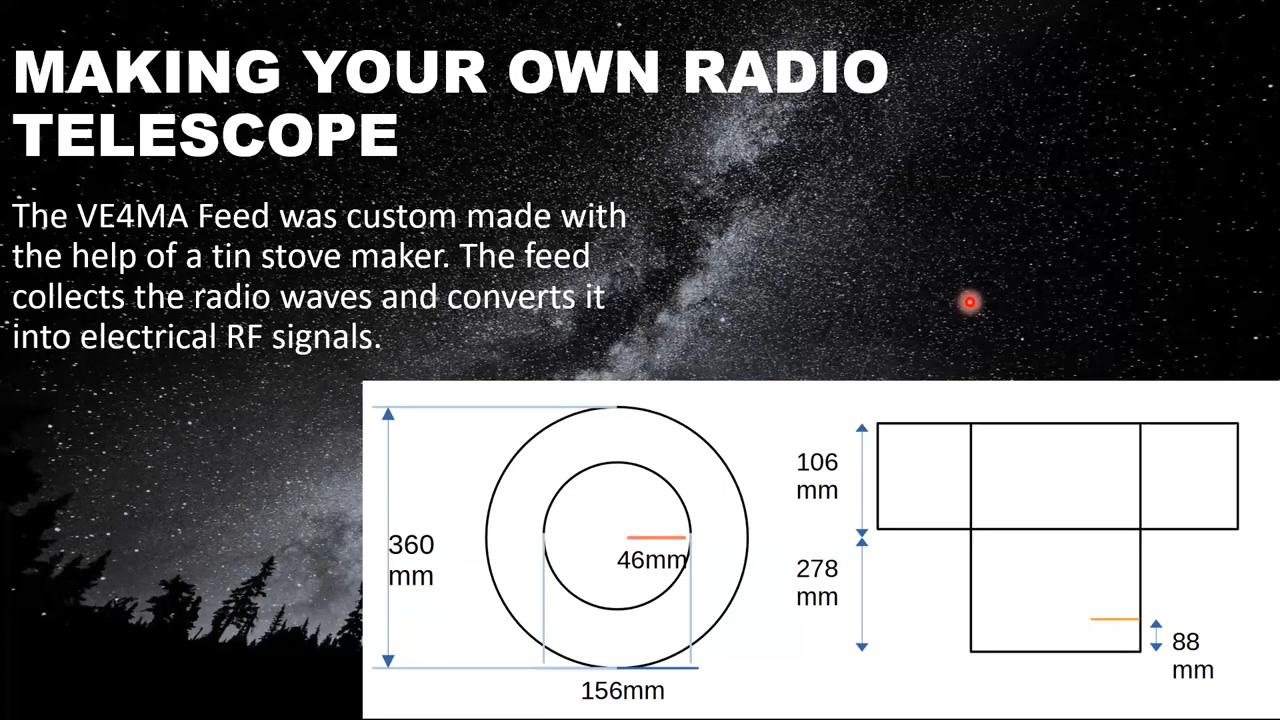 MAKING YOUR OWN RADIO
TELESCOPE
The VE4MA Feed was custom made with
the help of a tin stove maker. The feed
collects the radio waves and converts it
into electrical RF signals.
360
mm
46mm
156mm
106
mm
278
mm
88
mm